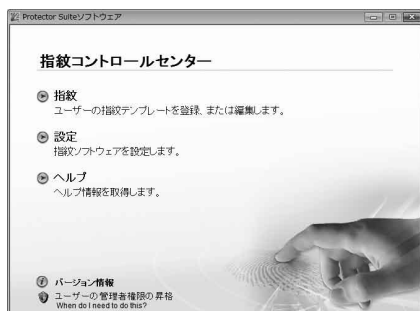 Protector Suiteソフトウェア
指紋コントロールセンター
指紋
ユーザーの指紋テンプレートを登録、または編集します。
設定
指紋ソフトウェアを設定します。
ヘルプ
ヘルプ情報を取得します。
バージョン情報
ユーザーの管理者権限の昇格
When do I need to do this?